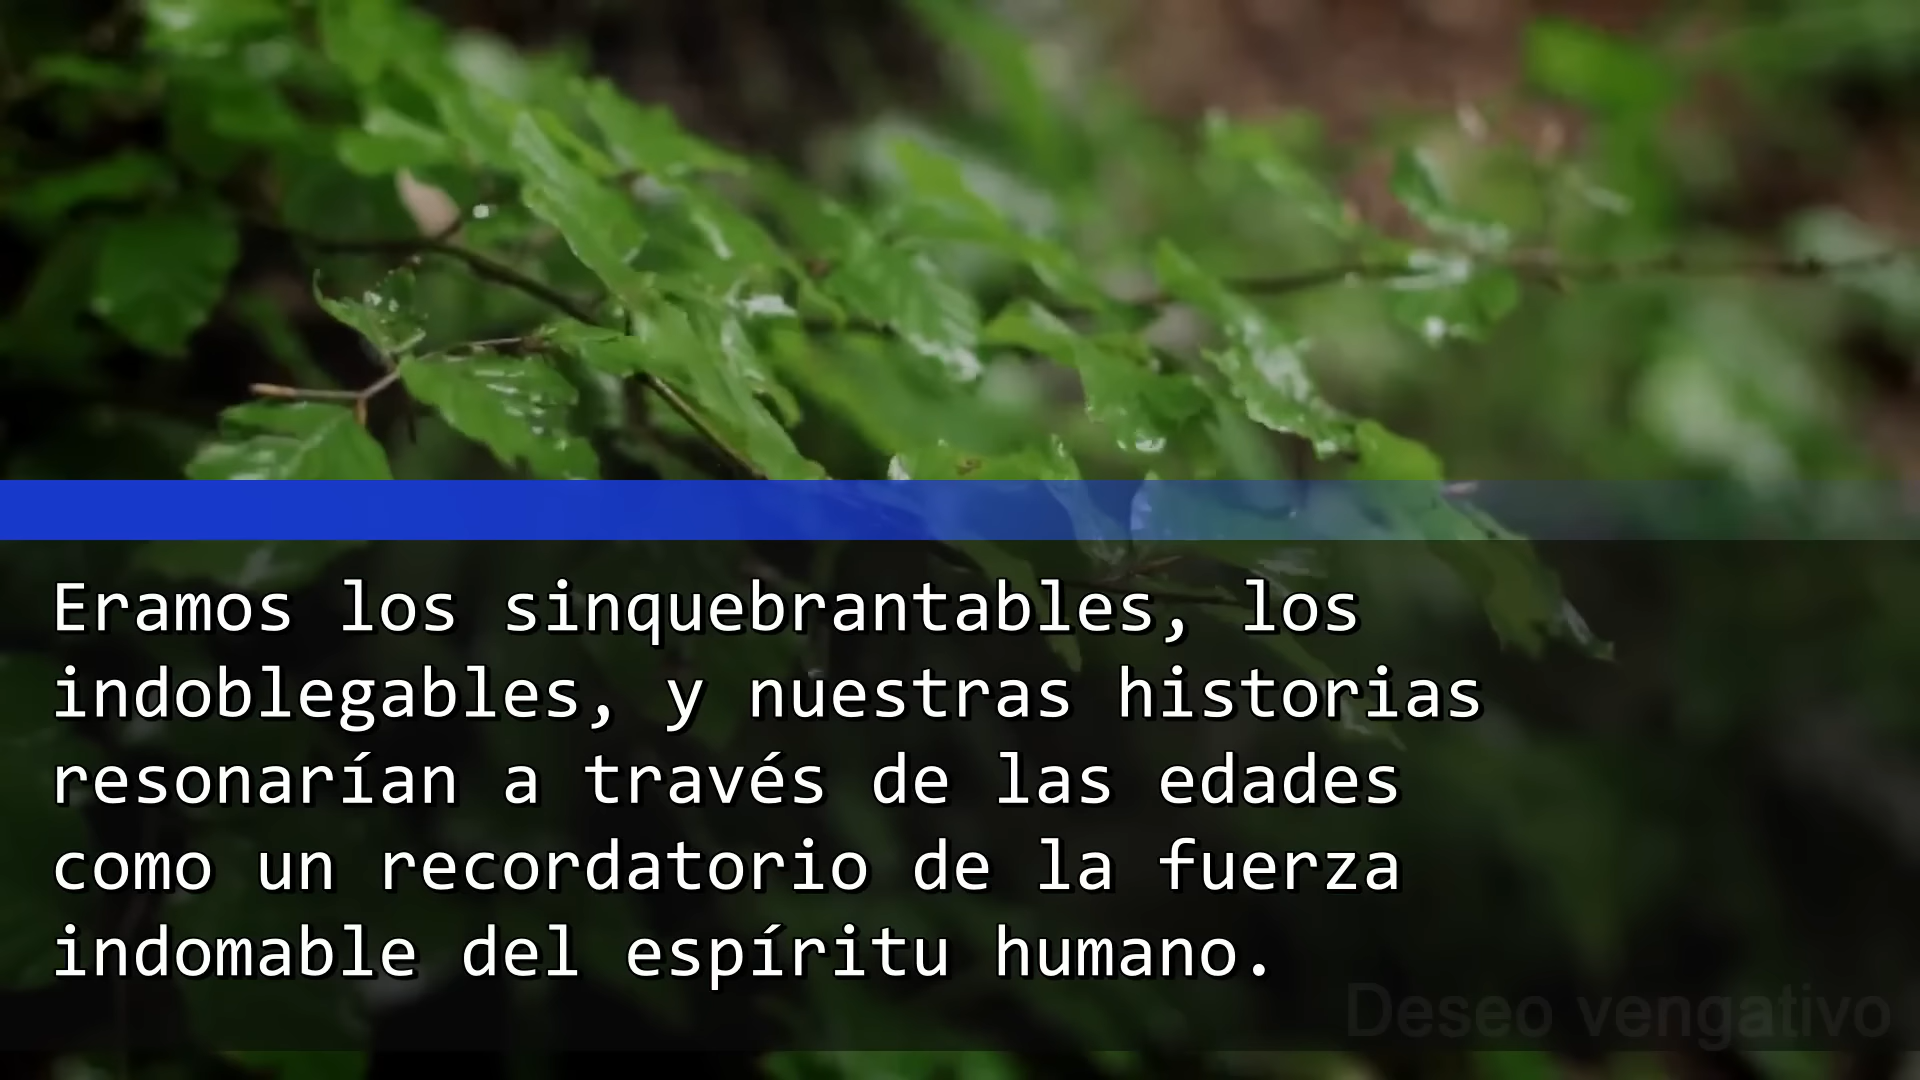 Eramos los sinquebrantables, los
indoblegables, y nuestras historias
resonarían a través de las edades
como un recordatorio de la fuerza
indomable del espíritu humano.
Deseo vengativo